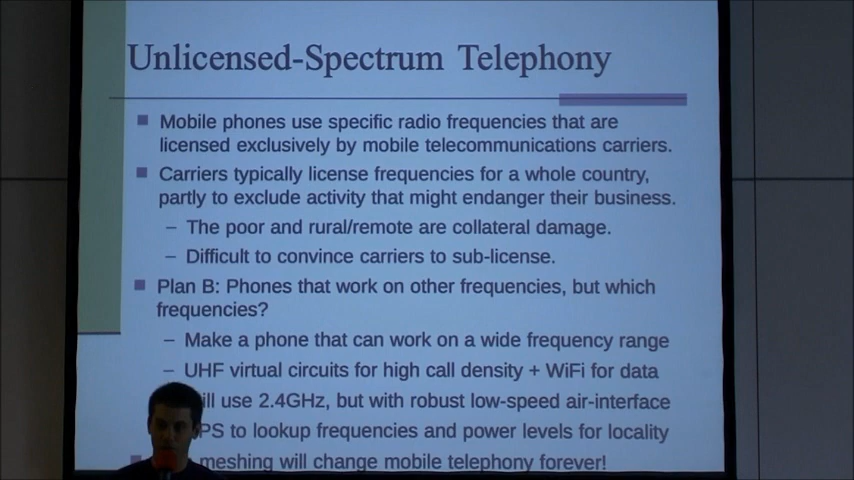 Unlicensed-Spectrum Telephony
Mobile phones use specific radio frequencies that are
licensed exclusively by mobile telecommunications carriers.
Carriers typically license frequencies for a whole country,
partly to exclude activity that might endanger their business.
– The poor and rural/remote are collateral damage.
– Difficult to convince carriers to sub-license.
Plan B: Phones that work on other frequencies, but which
frequencies?
– Make a phone that can work on a wide frequency range
– UHF virtual circuits for high call density + WiFi for data
use 2.4GHz, but with robust low-speed air-interface
to lookup frequencies and power levels for locality
meshing will change mobile telephony forever!